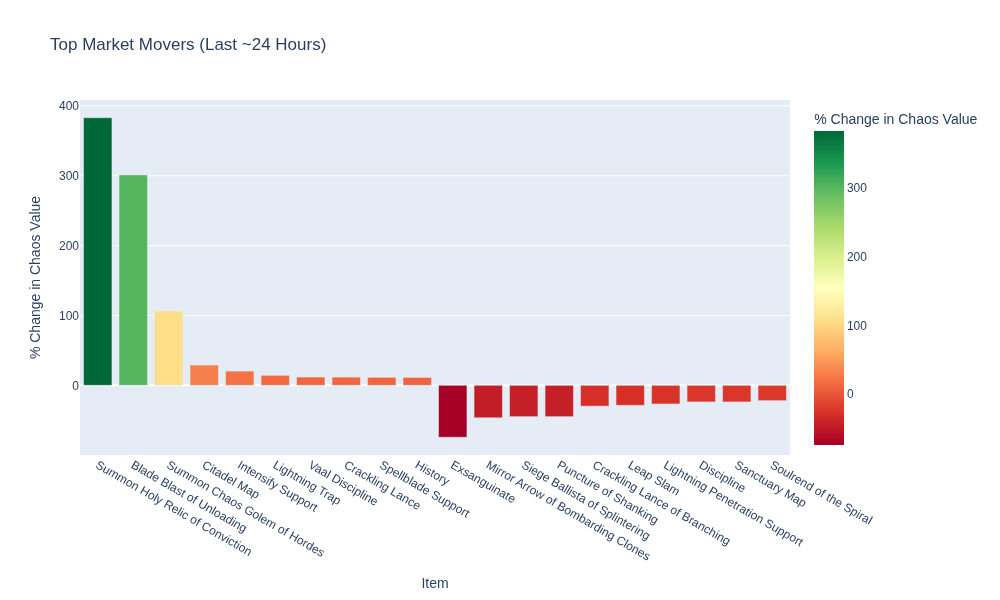 Top Market Movers (Last ~24 Hours)
% Change in Chaos Value
400
300
200
100
0
% Change in Chaos Value
300
200
100
0
Summon Holy Relic of Conviction
Blade Blast of Unloading
Summon Chaos Golem of Hordes
Citadel Map
Intensify Support
Lightning Trap
Vaal Discipline
Crackling Lance
Spellblade Support
History
Exsanguinate
Mirror Arrow of Bombarding Clones
Siege Ballista of Splintering
Puncture of Shanking
Crackling Lance of Branching
Leap Slam
Lightning Penetration Support
Discipline
Sanctuary Map
Soulrend of the Spiral
Item